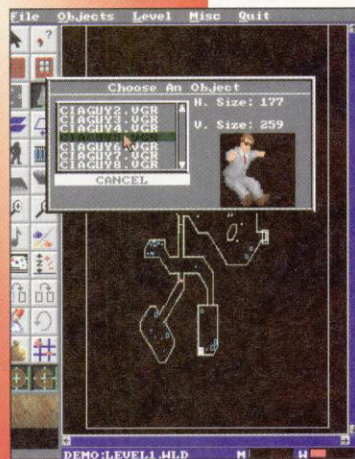 File Objects Level Misc Quit
Choose An Object
CIAGUY2.VGR
CIAGUY3.VGR
CIAGUY4.VGR
CIAGUY6.VGR
CIAGUY7.VGR
CIAGUY8.VGR
CANCEL
H. Size: 177
V. Size: 259
DEMO:LEVEL1.WLD M W